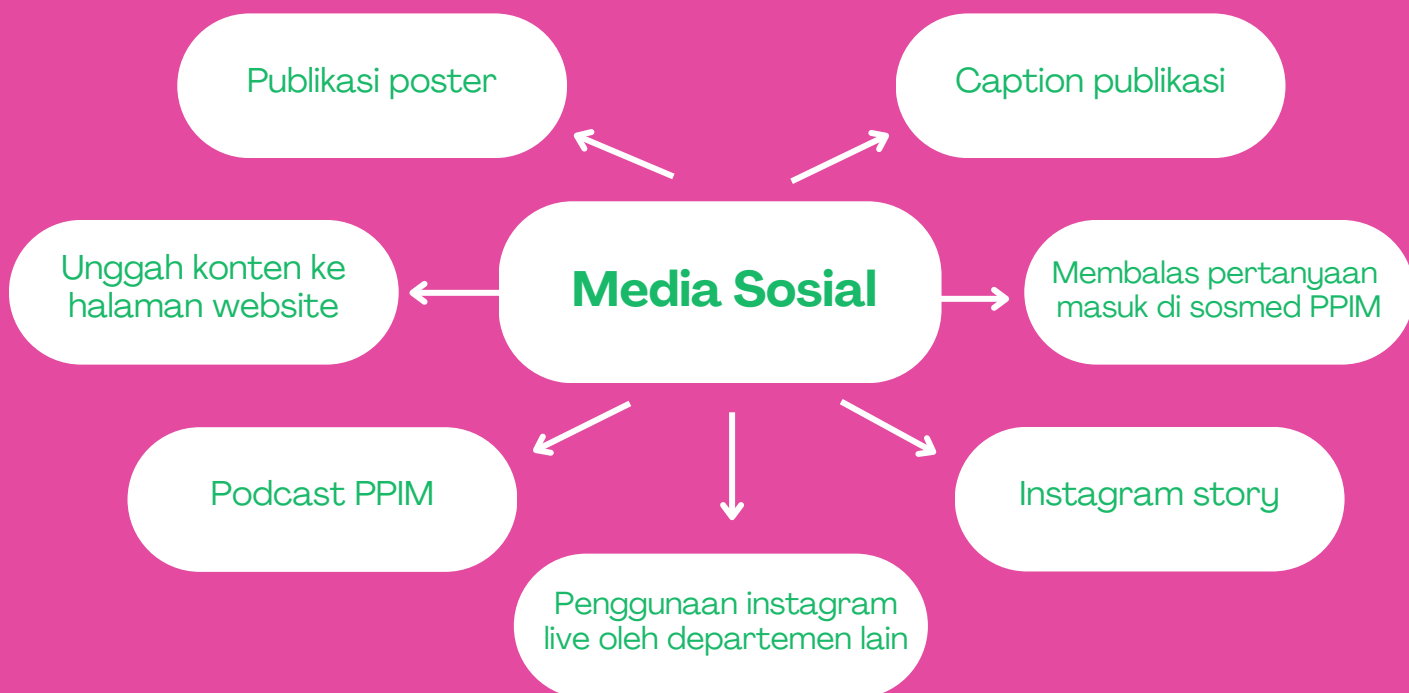 Publikasi poster
Caption publikasi
Unggah konten ke
halaman website
Media Sosial
Membalas pertanyaan
masuk di sosmed PPIM
Podcast PPIM
Instagram story
Penggunaan instagram
live oleh departemen lain